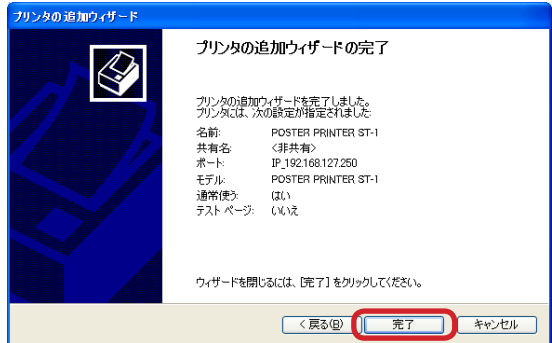 プリンタの追加ウィザード
プリンタの追加ウィザードの完了
プリンタの追加ウィザードを完了しました。
プリンタには、次の設定が指定されました:
名前: POSTER PRINTER ST-1
共有名: <非共有>
ポート: IP_192.168.127.250
モデル: POSTER PRINTER ST-1
通常使う: はい
テスト ページ: いいえ
ウィザードを閉じるには、[完了] をクリックしてください。
< 戻る(B) 完了 キャンセル